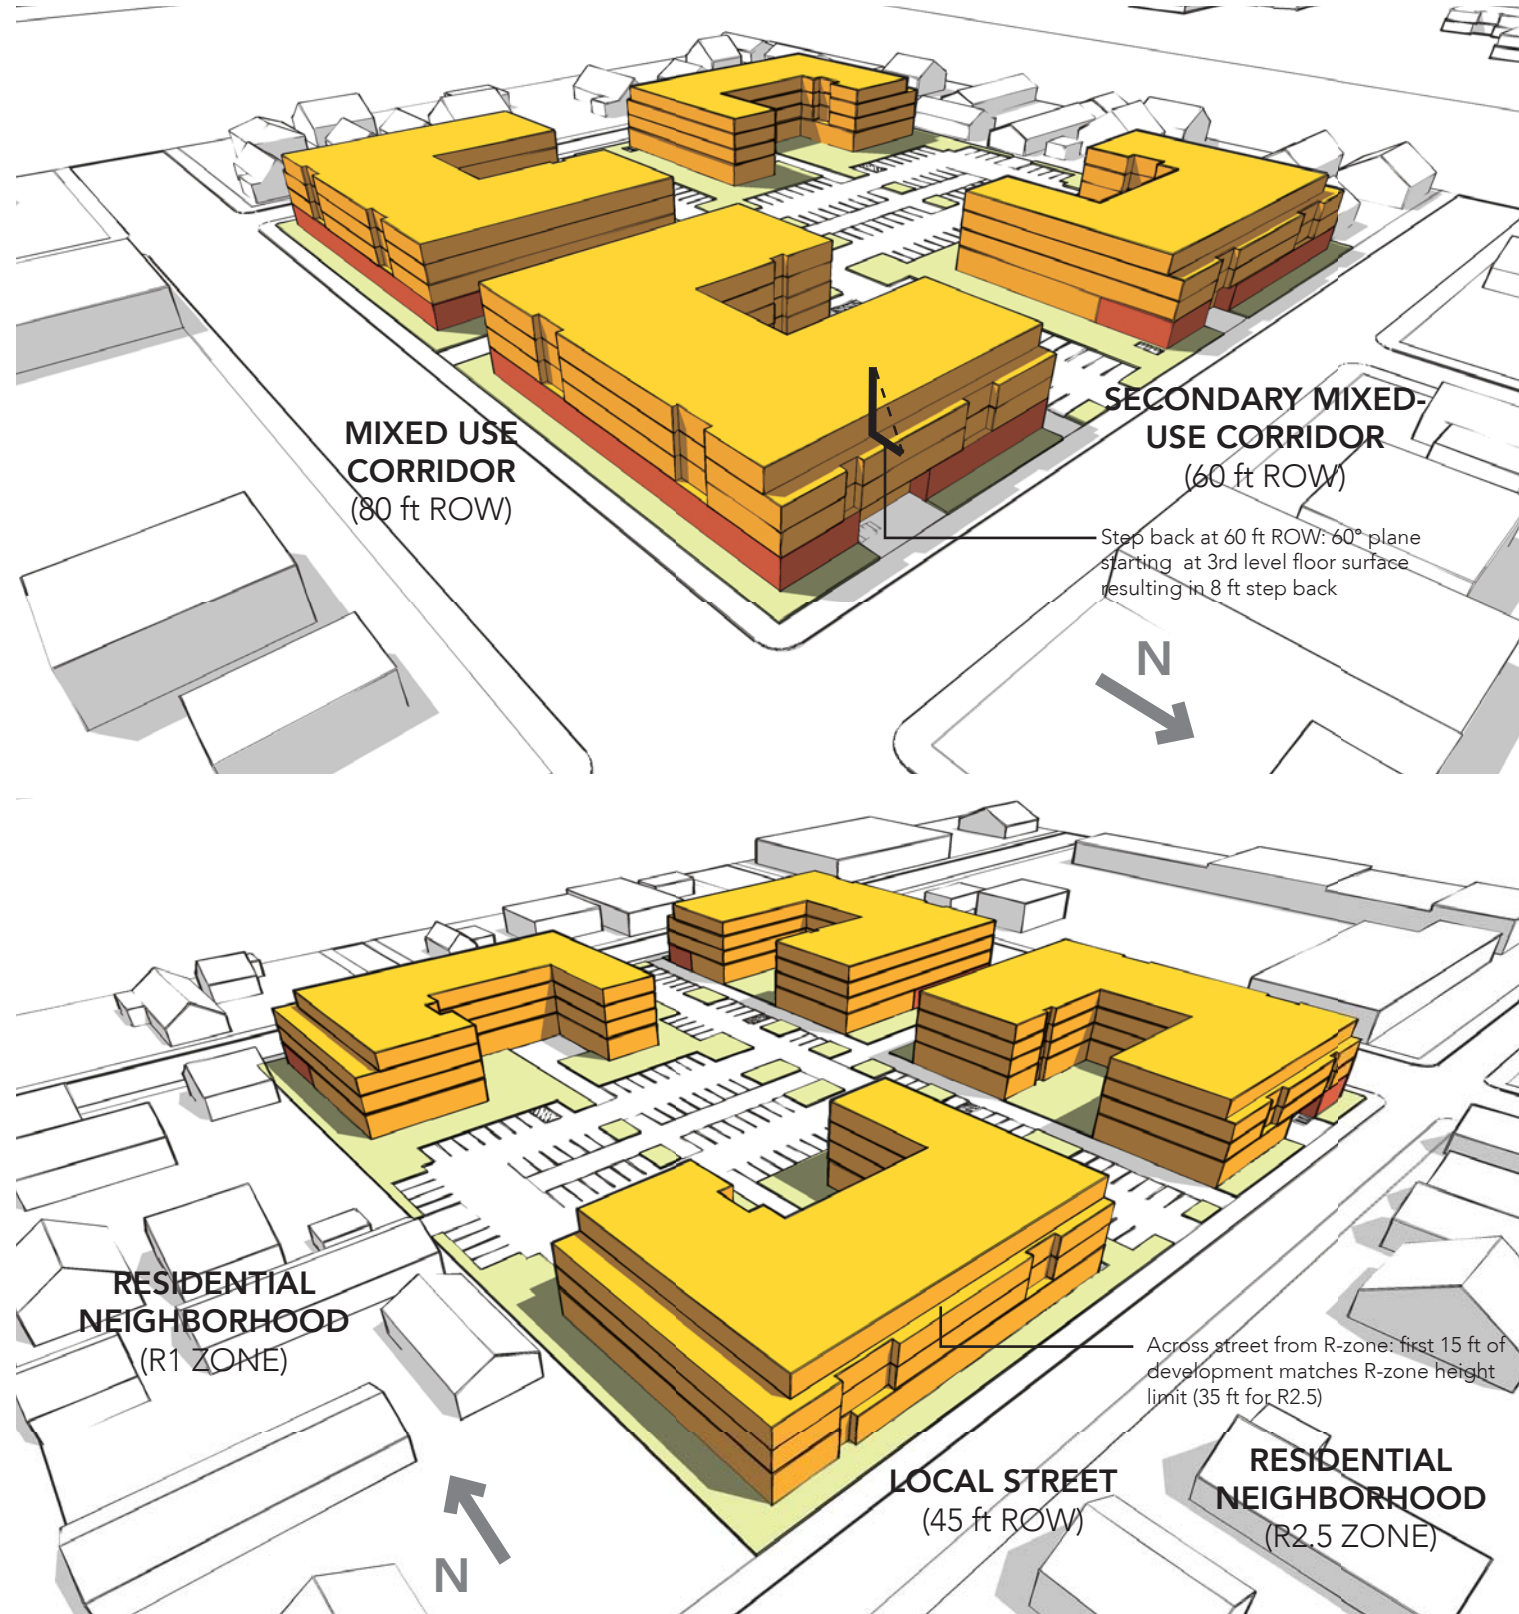 MIXED USE
CORRIDOR
(80 ft ROW)
SECONDARY MIXED-
USE CORRIDOR
(60 ft ROW)
Step back at 60 ft ROW: 60° plane
starting at 3rd level floor surface
resulting in 8 ft step back
N
RESIDENTIAL
NEIGHBORHOOD
(R1 ZONE)
Across street from R-zone: first 15 ft of
development matches R-zone height
limit (35 ft for R2.5)
LOCAL STREET
(45 ft ROW)
RESIDENTIAL
NEIGHBORHOOD
(R2.5 ZONE)
N